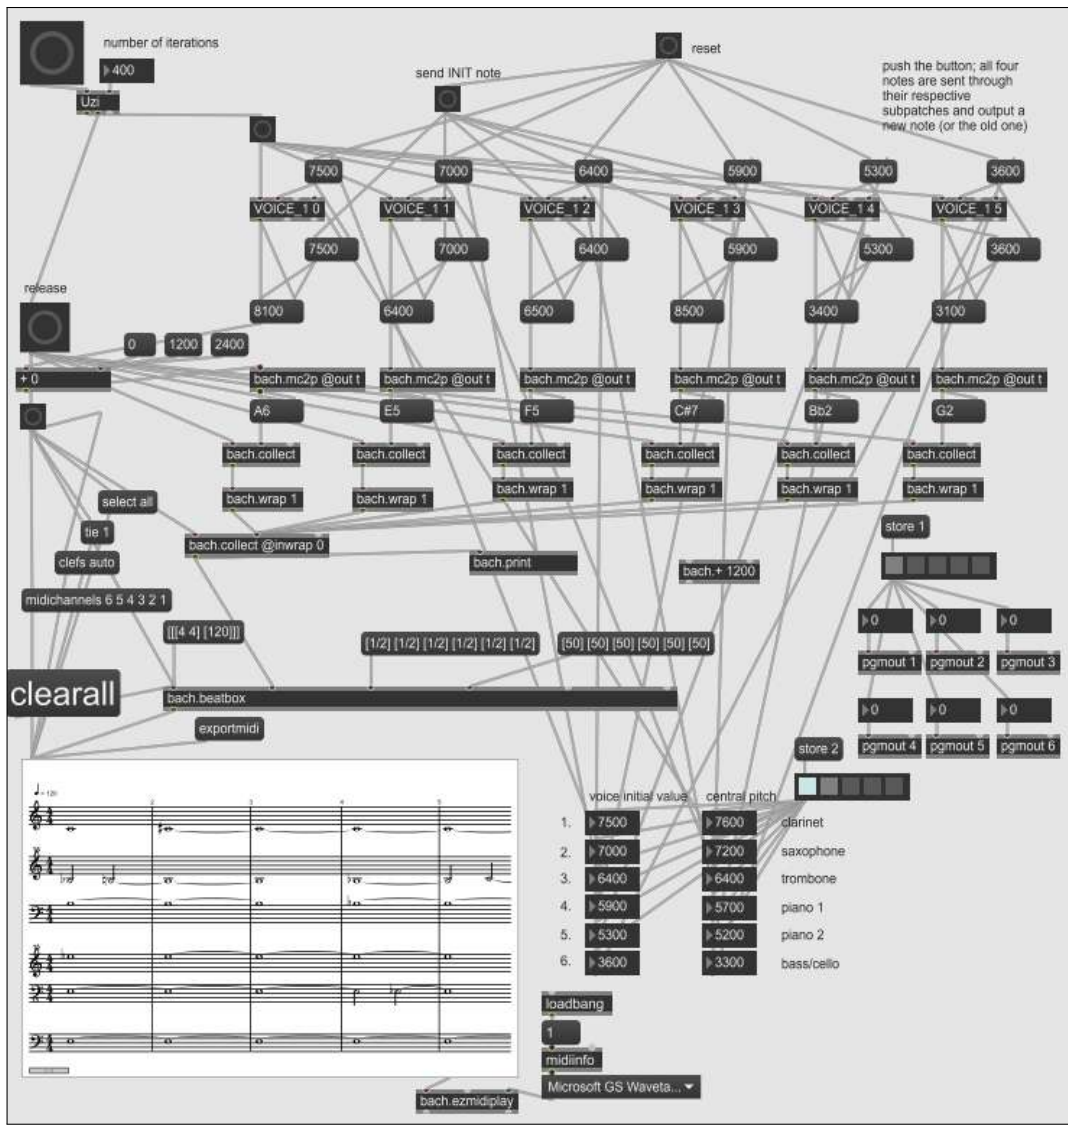 number of iterations
400
Uzi
send INIT note
reset
push the button; all four
notes are sent through
their respective
subpatches and output a
new note (or the old one)
7500 7000 6400 5900 5300 3600
VOICE_1 0 VOICE_1 1 VOICE_1 2 VOICE_1 3 VOICE_1 4 VOICE_1 5
7500 7000 6400 5900 5300 3600
release
8100 6400 6500 8500 3400 3100
0 1200 2400
+ 0
bach.mc2p @out t bach.mc2p @out t bach.mc2p @out t bach.mc2p @out t bach.mc2p @out t bach.mc2p @out t
A6 E5 F5 C#7 Bb2 G2
bach.collect bach.collect bach.collect bach.collect bach.collect bach.collect
bach.wrap 1 bach.wrap 1 bach.wrap 1 bach.wrap 1 bach.wrap 1 bach.wrap 1
select all
tie 1
bach.collect @inwrap 0
store 1
clefs auto
bach.print
bach.+ 1200
midichannels 6 5 4 3 2 1
[[[4 4] [120]]]
[1/2] [1/2] [1/2] [1/2] [1/2] [1/2]
[50] [50] [50] [50] [50] [50]
0 0 0
pgmout 1 pgmout 2 pgmout 3
clearall
bach.beatbox
exportmidi
0 0 0
pgmout 4 pgmout 5 pgmout 6
store 2
= 120
2 3 4 5
voice initial value central pitch
1. 7500 7600 clarinet
2. 7000 7200 saxophone
3. 6400 6400 trombone
4. 5900 5700 piano 1
5. 5300 5200 piano 2
6. 3600 3300 bass/cello
loadbang
1
midiinfo
Microsoft GS Waveta...
bach.ezmidiplay